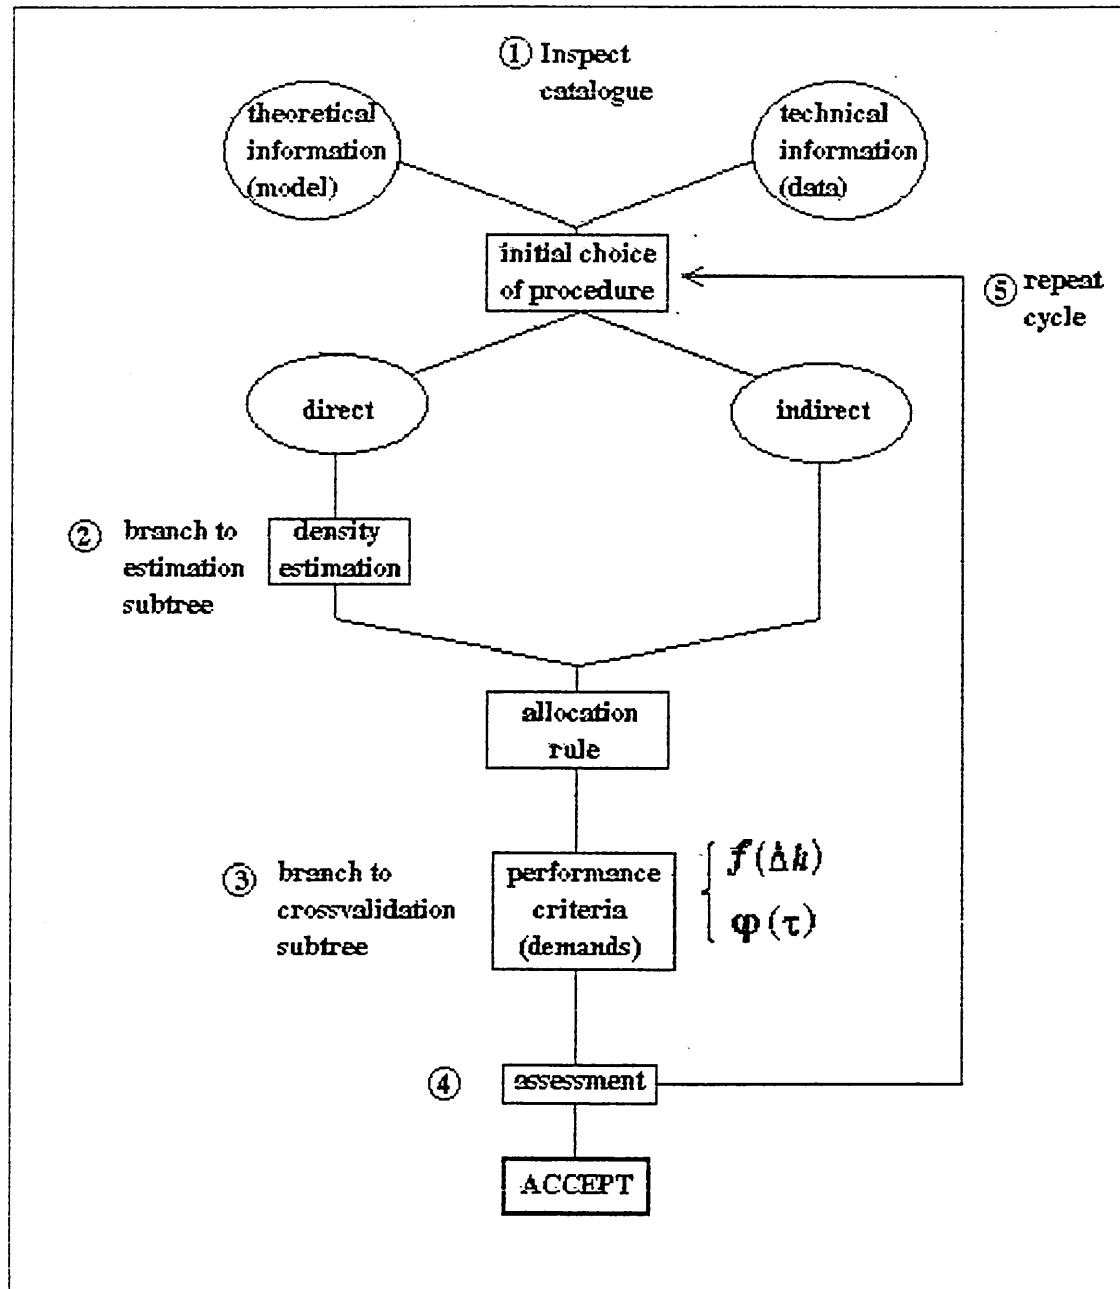 ① Inspect
catalogue
theoretical
information
(model)
technical
information
(data)
initial choice
of procedure
⑤ repeat
cycle
direct
indirect
② branch to
estimation
subtree
density
estimation
allocation
rule
③ branch to
crossvalidation
subtree
performance
criteria
(demands)
f(Δh)
φ(τ)
④
assessment
ACCEPT